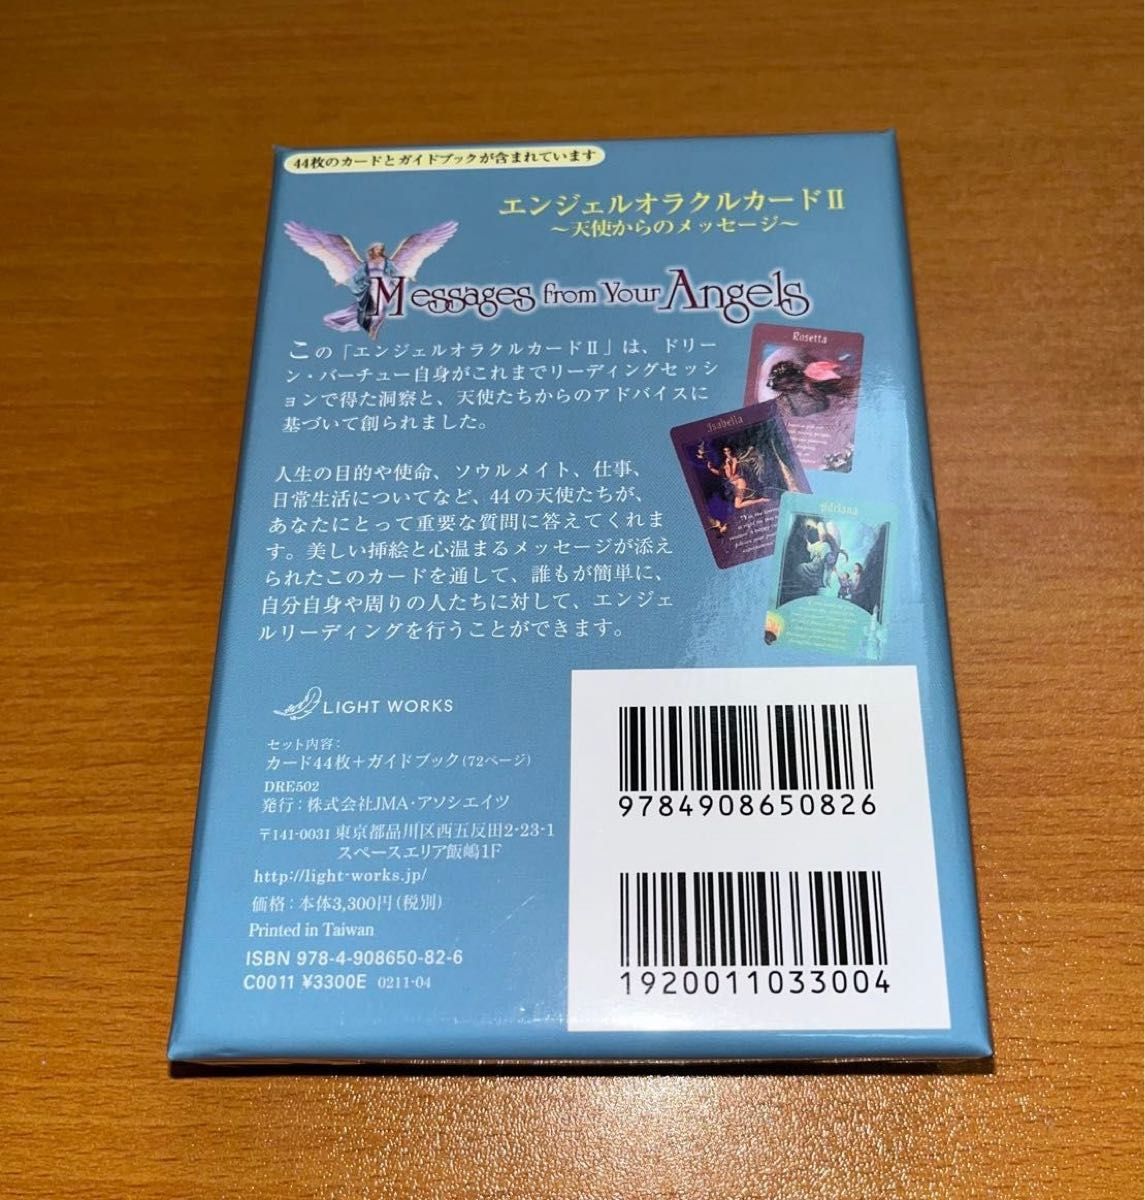 44枚のカードとガイドブックが含まれています
エンジェルオラクルカードⅡ
～天使からのメッセージ～
Messages from Your Angels
この「エンジェルオラクルカードⅡ」は、ドリー
ン・バーチュー自身がこれまでリーディングセッシ
ョンで得た洞察と、天使たちからのアドバイスに
基づいて創られました。
人生の目的や使命、ソウルメイト、仕事、
日常生活についてなど、44の天使たちが、
あなたにとって重要な質問に答えてくれま
す。美しい挿絵と心温まるメッセージが添え
られたこのカードを通して、誰もが簡単に、
自分自身や周りの人たちに対して、エンジェ
ルリーディングを行うことができます。
Rosetta
Isabella
Adriana
LIGHT WORKS
セット内容：
カード44枚＋ガイドブック(72ページ)
DRE502
発行：株式会社JMA・アソシエイツ
〒141-0031 東京都品川区西五反田2-23-1
スペースエリア飯嶋1F
http://light-works.jp/
価格：本体3,300円(税別)
Printed in Taiwan
ISBN 978-4-908650-82-6
C0011 ¥3300E 0211-04
9784908650826
1920011033004